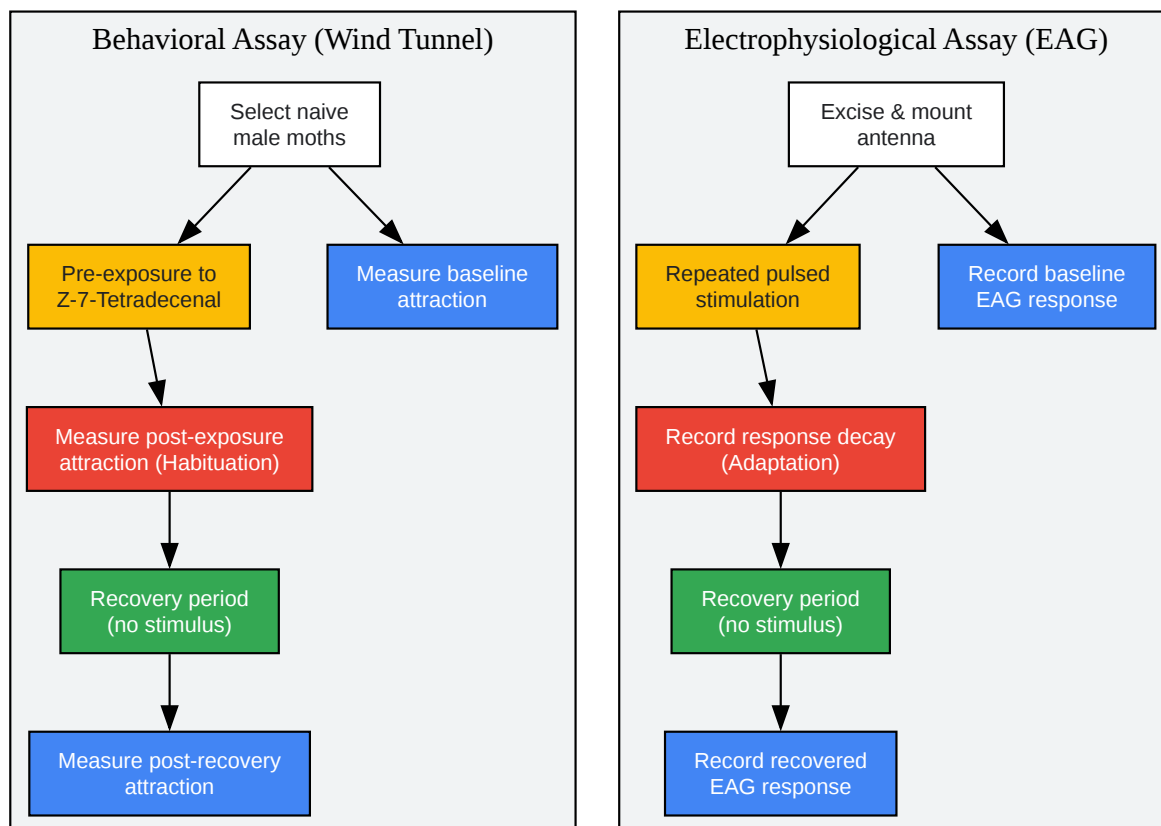 Behavioral Assay (Wind Tunnel)
Select naive
male moths
Pre-exposure to
Z-7-Tetradecenal
Measure baseline
attraction
Measure post-exposure
attraction (Habituation)
Recovery period
(no stimulus)
Measure post-recovery
attraction
Electrophysiological Assay (EAG)
Excise & mount
antenna
Repeated pulsed
stimulation
Record baseline
EAG response
Record response decay
(Adaptation)
Recovery period
(no stimulus)
Record recovered
EAG response